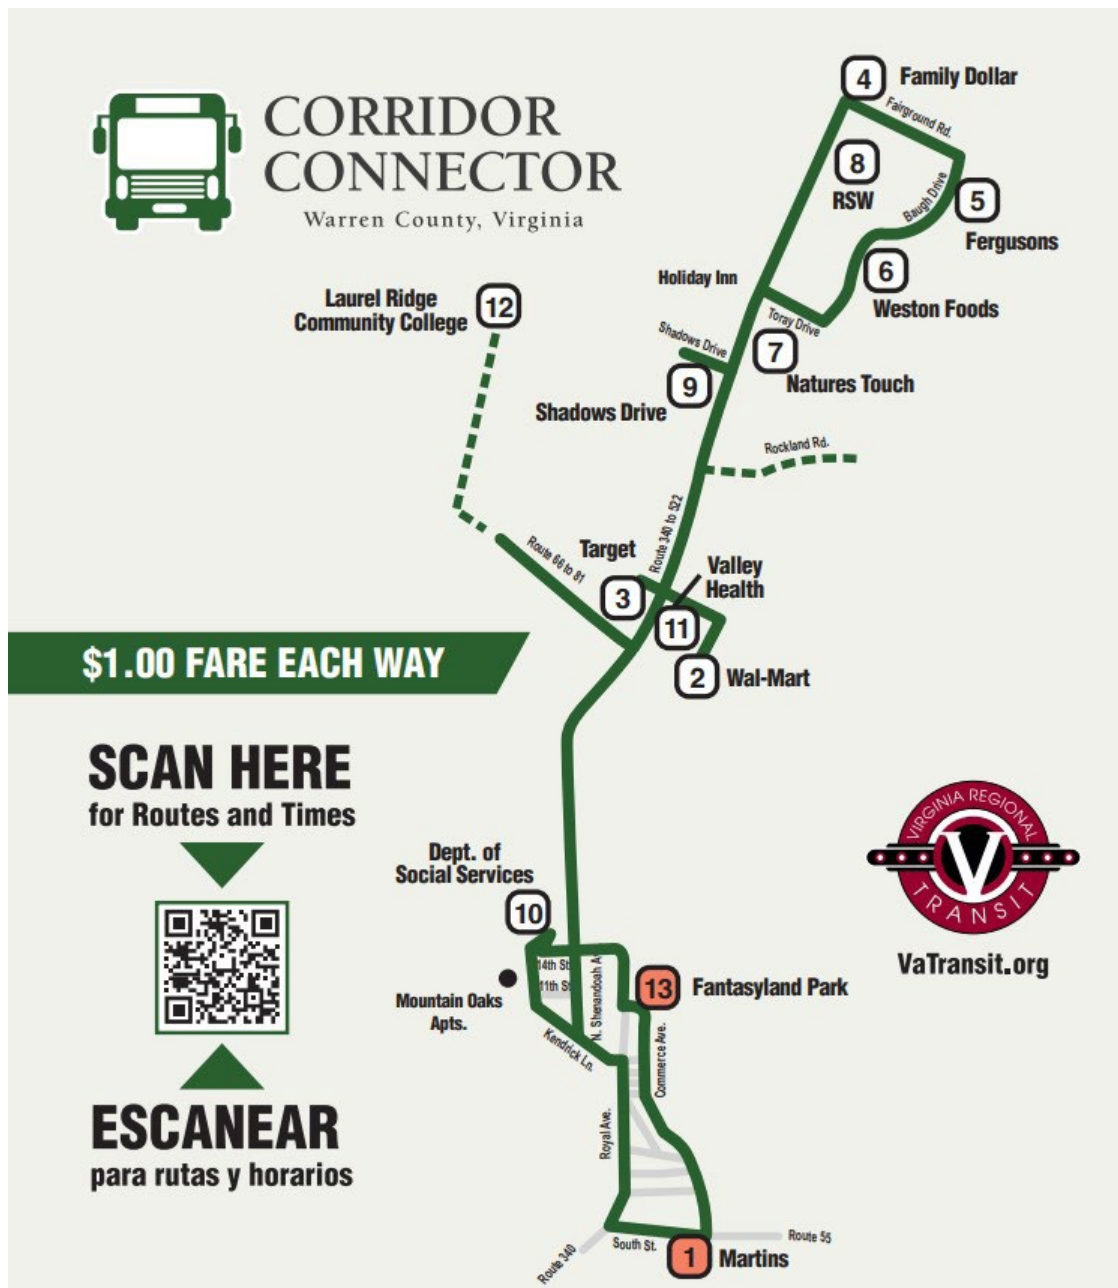 CORRIDOR
CONNECTOR
Warren County, Virginia
4
Family Dollar
Fairground Rd.
8
RSW
Baugh Drive
5
Fergusons
6
Weston Foods
Holiday Inn
Toray Drive
7
Natures Touch
Laurel Ridge
Community College
12
Shadows Drive
9
Shadows Drive
Rockland Rd.
Route 340 to 522
Route 66 to 81
Target
3
Valley
Health
11
2
Wal-Mart
$1.00 FARE EACH WAY
SCAN HERE
for Routes and Times
VIRGINIA REGIONAL
V
TRANSIT
VaTransit.org
Dept. of
Social Services
10
14th St.
11th St.
N. Shenandoah A
13
Fantasyland Park
Mountain Oaks
Apts.
Kendrick Ln.
Commerce Ave.
Royal Ave.
ESCANEAR
para rutas y horarios
Route 340
South St.
1
Martins
Route 55